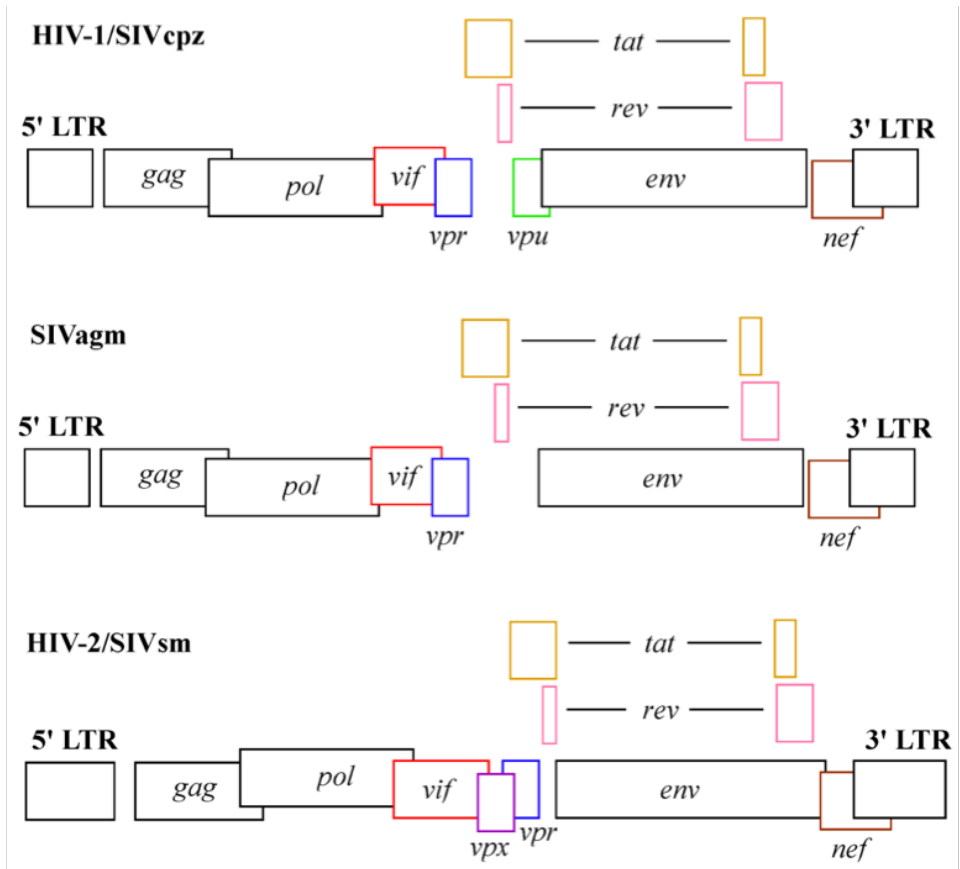 HIV-1/SIVcpz
tat
rev
5' LTR
3' LTR
gag
pol
vif
env
vpr
vpu
nef
SIVagm
tat
rev
5' LTR
3' LTR
gag
pol
vif
env
vpr
nef
HIV-2/SIVsm
tat
rev
5' LTR
3' LTR
gag
pol
vif
env
vpx
vpr
nef